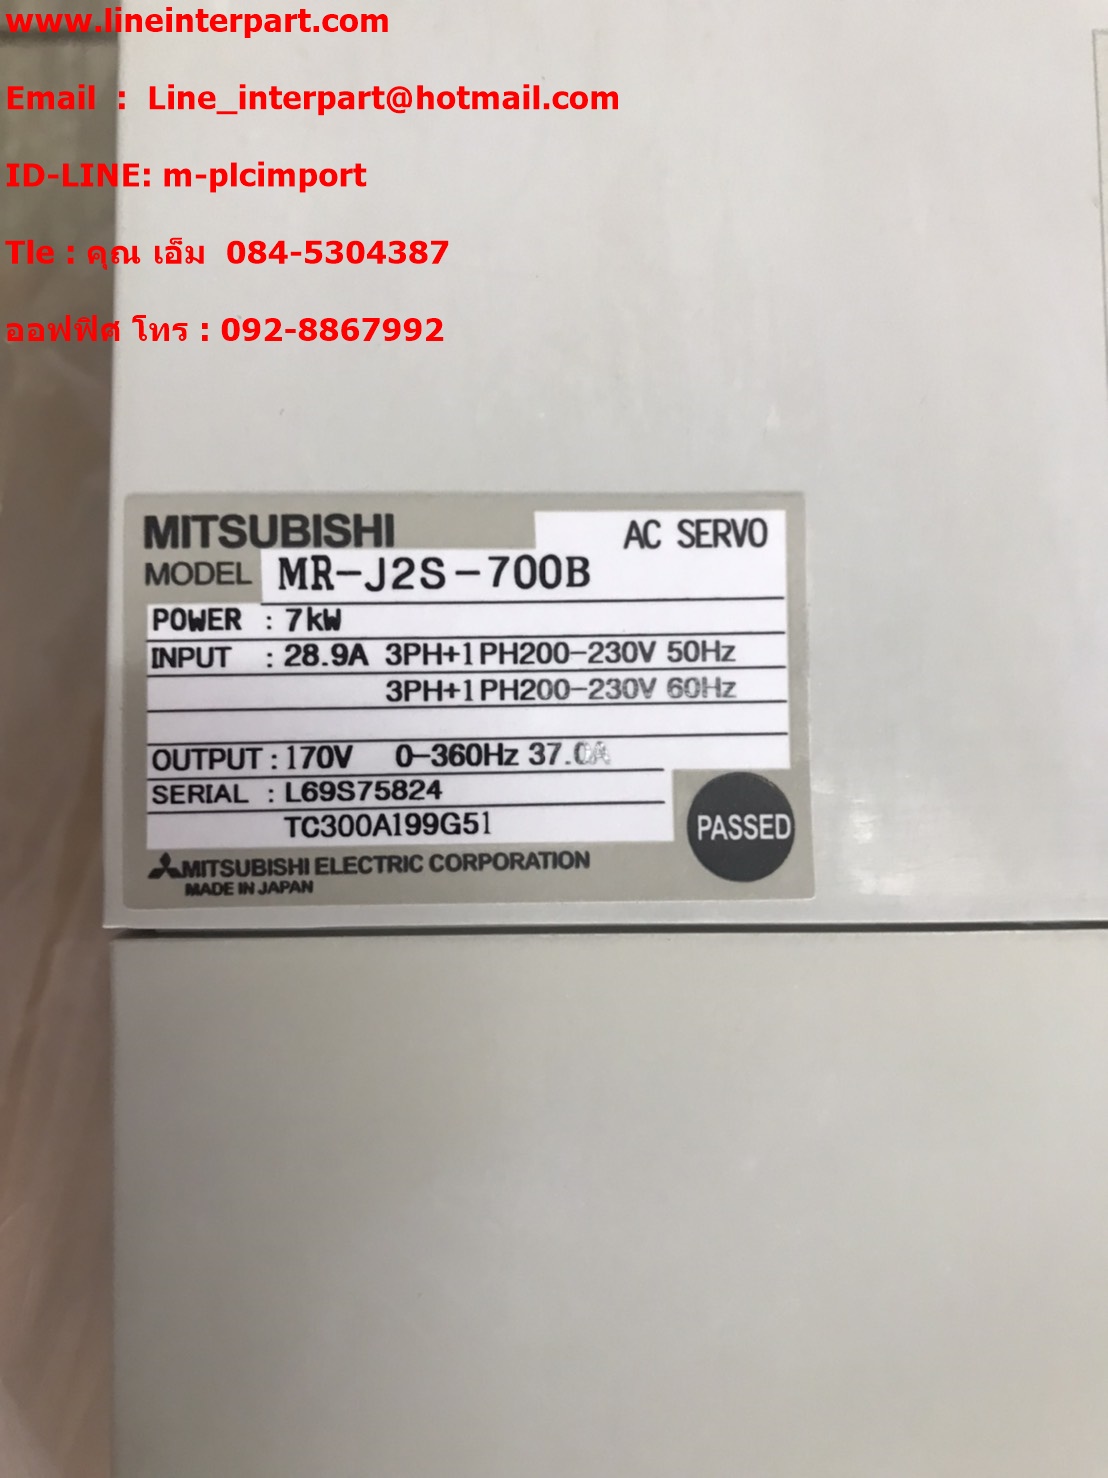 www.lineinterpart.com
Email : Line_interpart@hotmail.com
ID-LINE: m-plcimport
Tle : คุณ เอ็ม 084-5304387
ออฟฟิศ โทร : 092-8867992
MITSUBISHI AC SERVO
MODEL MR-J2S-700B
POWER : 7kW
INPUT : 28.9A 3PH+1PH200-230V 50Hz
3PH+1PH200-230V 60Hz
OUTPUT : 170V 0-360Hz 37.0A
SERIAL : L69S75824
TC300A199G51
PASSED
MITSUBISHI ELECTRIC CORPORATION
MADE IN JAPAN